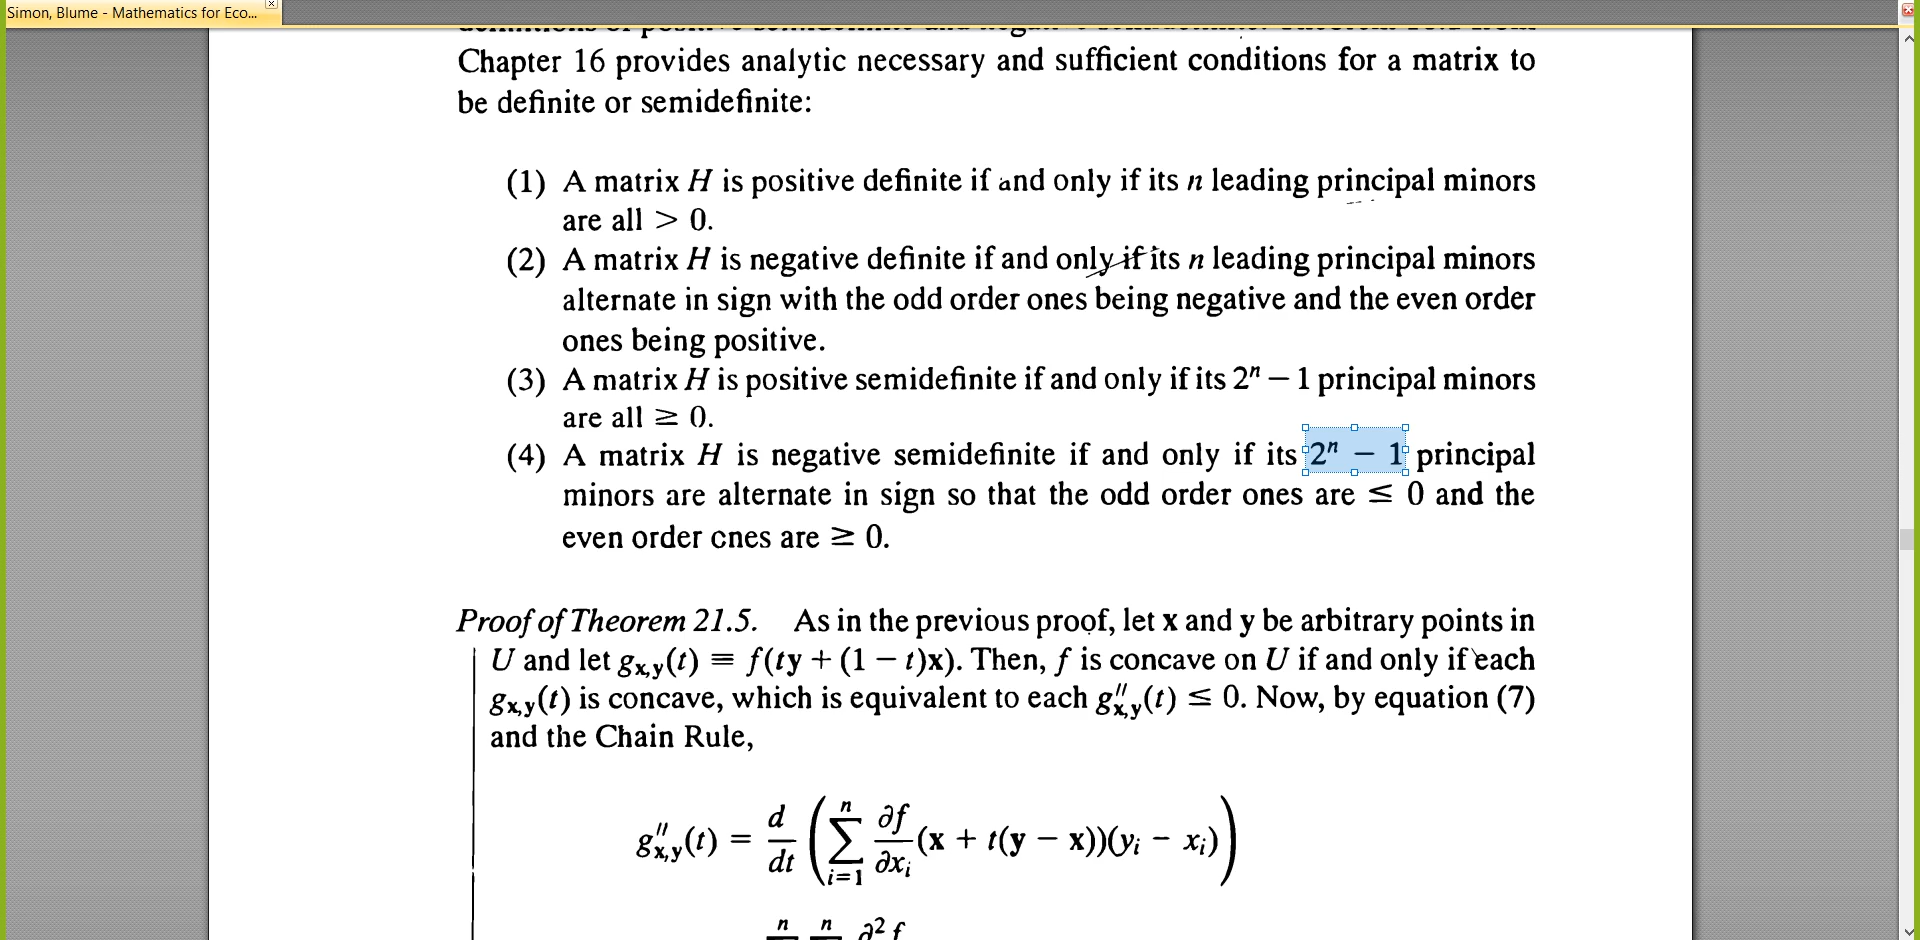 Simon, Blume - Mathematics for Eco...
Chapter 16 provides analytic necessary and sufficient conditions for a matrix to
be definite or semidefinite:
(1) A matrix H is positive definite if and only if its n leading principal minors
are all > 0.
(2) A matrix H is negative definite if and only if its n leading principal minors
alternate in sign with the odd order ones being negative and the even order
ones being positive.
(3) A matrix H is positive semidefinite if and only if its 2ⁿ − 1 principal minors
are all ≥ 0.
(4) A matrix H is negative semidefinite if and only if its 2ⁿ − 1 principal
minors are alternate in sign so that the odd order ones are ≤ 0 and the
even order ones are ≥ 0.
Proof of Theorem 21.5. As in the previous proof, let x and y be arbitrary points in
U and let gx,y(t) ≡ f(ty + (1 − t)x). Then, f is concave on U if and only if each
gx,y(t) is concave, which is equivalent to each g″x,y(t) ≤ 0. Now, by equation (7)
and the Chain Rule,
g″x,y(t) = d/dt (∑ⁿi=1 ∂f/∂xi (x + t(y − x))(yi − xi))
n n ∂² f